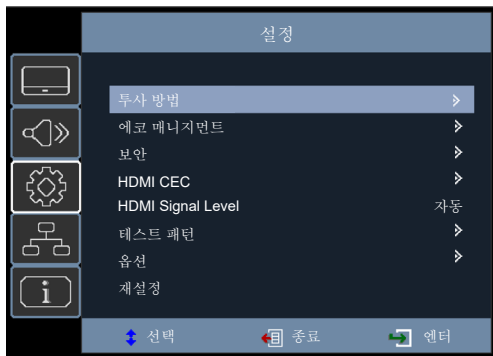 설정
투사 방법
에코 매니지먼트
보안
HDMI CEC
HDMI Signal Level 자동
테스트 패턴
옵션
재설정
선택 종료 엔터